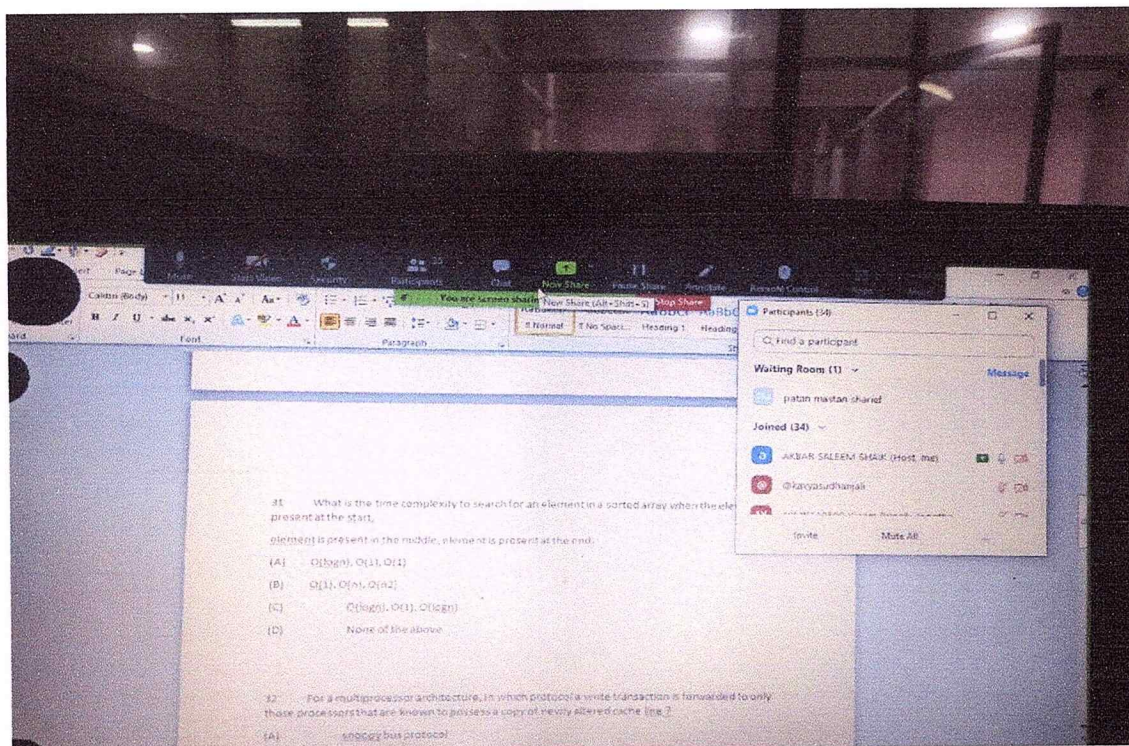 Mute
Start Video
Security
Participants
35
Chat
New Share
Pause Share
Annotate
Remote Control
Page
Calibri (Body)
11
You are screen sharing
New Share (Alt+Shift+S)
Stop Share
Font
Paragraph
¶ Normal
¶ No Spaci...
Heading 1
Heading
Participants (34)
Find a participant
Waiting Room (1)
Message
patan mastan sharief
Joined (34)
AKBAR SALEEM SHAIK (Host, me)
@kavyasudhanjali
Invite
Mute All
31 What is the time complexity to search for an element in a sorted array when the ele
present at the start,
element is present in the middle, element is present at the end.
(A) O(logn), O(1), O(1)
(B) O(1), O(n), O(n2)
(C) O(logn), O(1), O(logn)
(D) None of the above
32 For a multiprocessor architecture, in which protocol a write transaction is forwarded to only
those processors that are known to possess a copy of newly altered cache line ?
(A) snoopy bus protocol